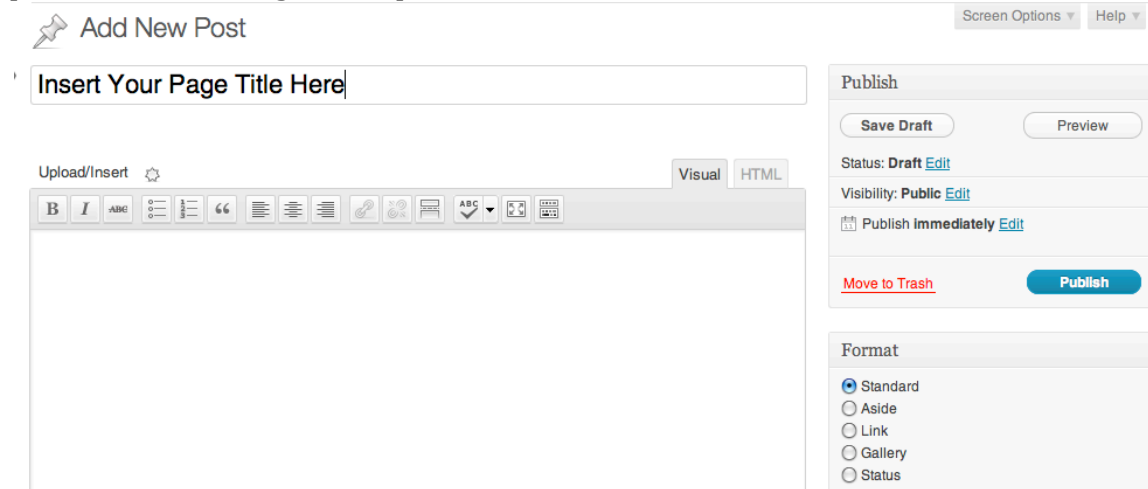 Screen Options Help
Add New Post
Insert Your Page Title Here
Upload/Insert
Visual HTML
B I ABC ABC
Publish
Save Draft Preview
Status: Draft Edit
Visibility: Public Edit
Publish immediately Edit
Move to Trash Publish
Format
Standard
Aside
Link
Gallery
Status